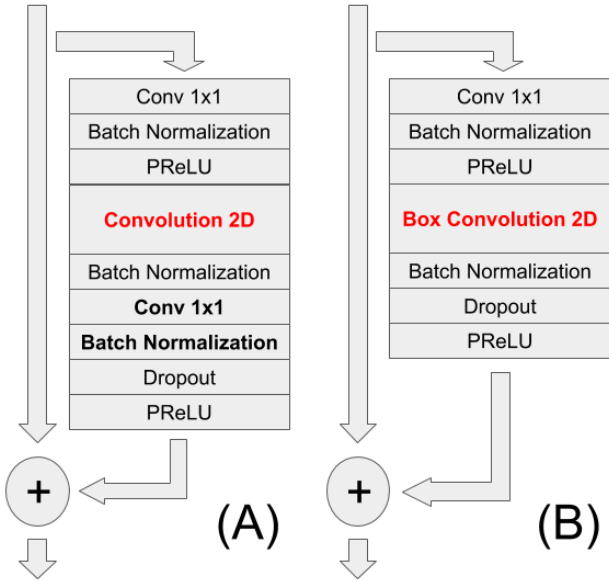 Conv 1x1
Batch Normalization
PReLU
Convolution 2D
Batch Normalization
Conv 1x1
Batch Normalization
Dropout
PReLU
+
(A)
Conv 1x1
Batch Normalization
PReLU
Box Convolution 2D
Batch Normalization
Dropout
PReLU
+
(B)